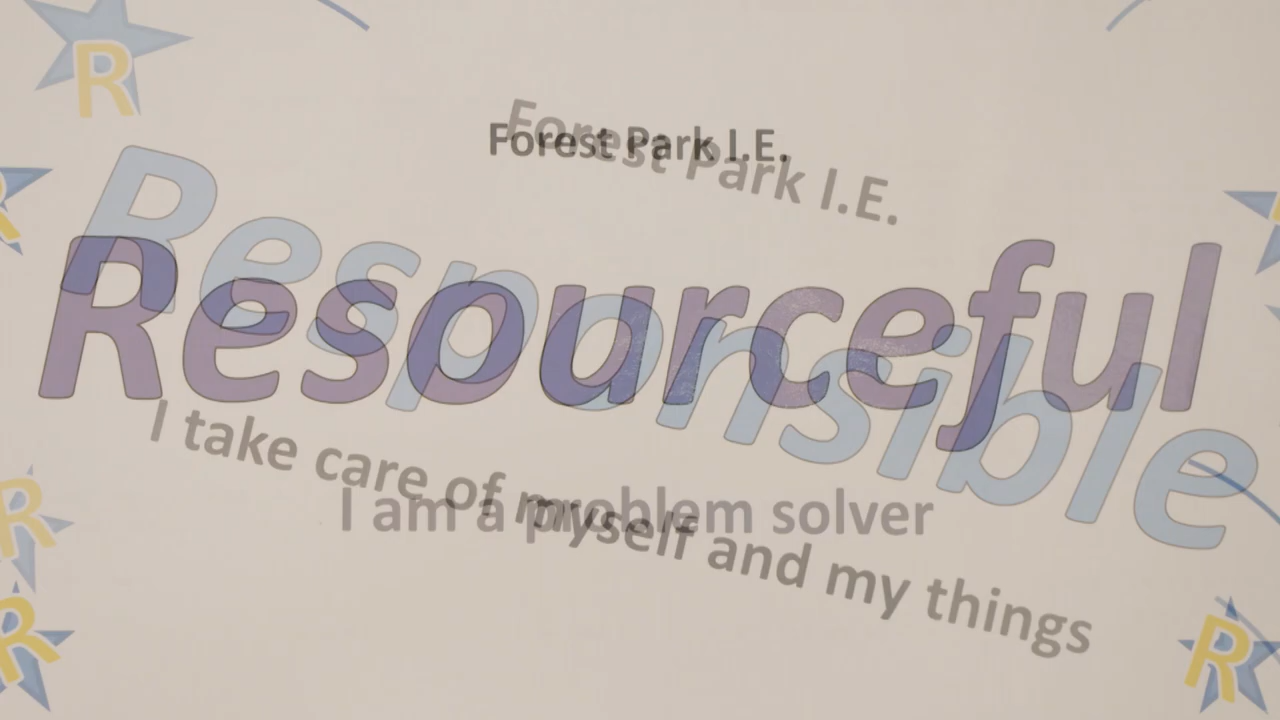 R
Forest Park I.E.
Forest Park I.E.
Responsible
Resourceful
I take care of myself and my things
I am a problem solver
R
R
R
R